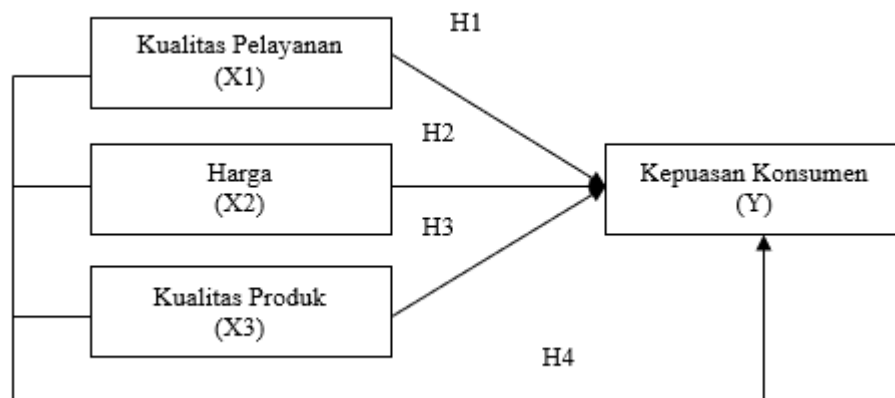 H1
Kualitas Pelayanan
(X1)
H2
Harga
(X2)
Kepuasan Konsumen
(Y)
H3
Kualitas Produk
(X3)
H4